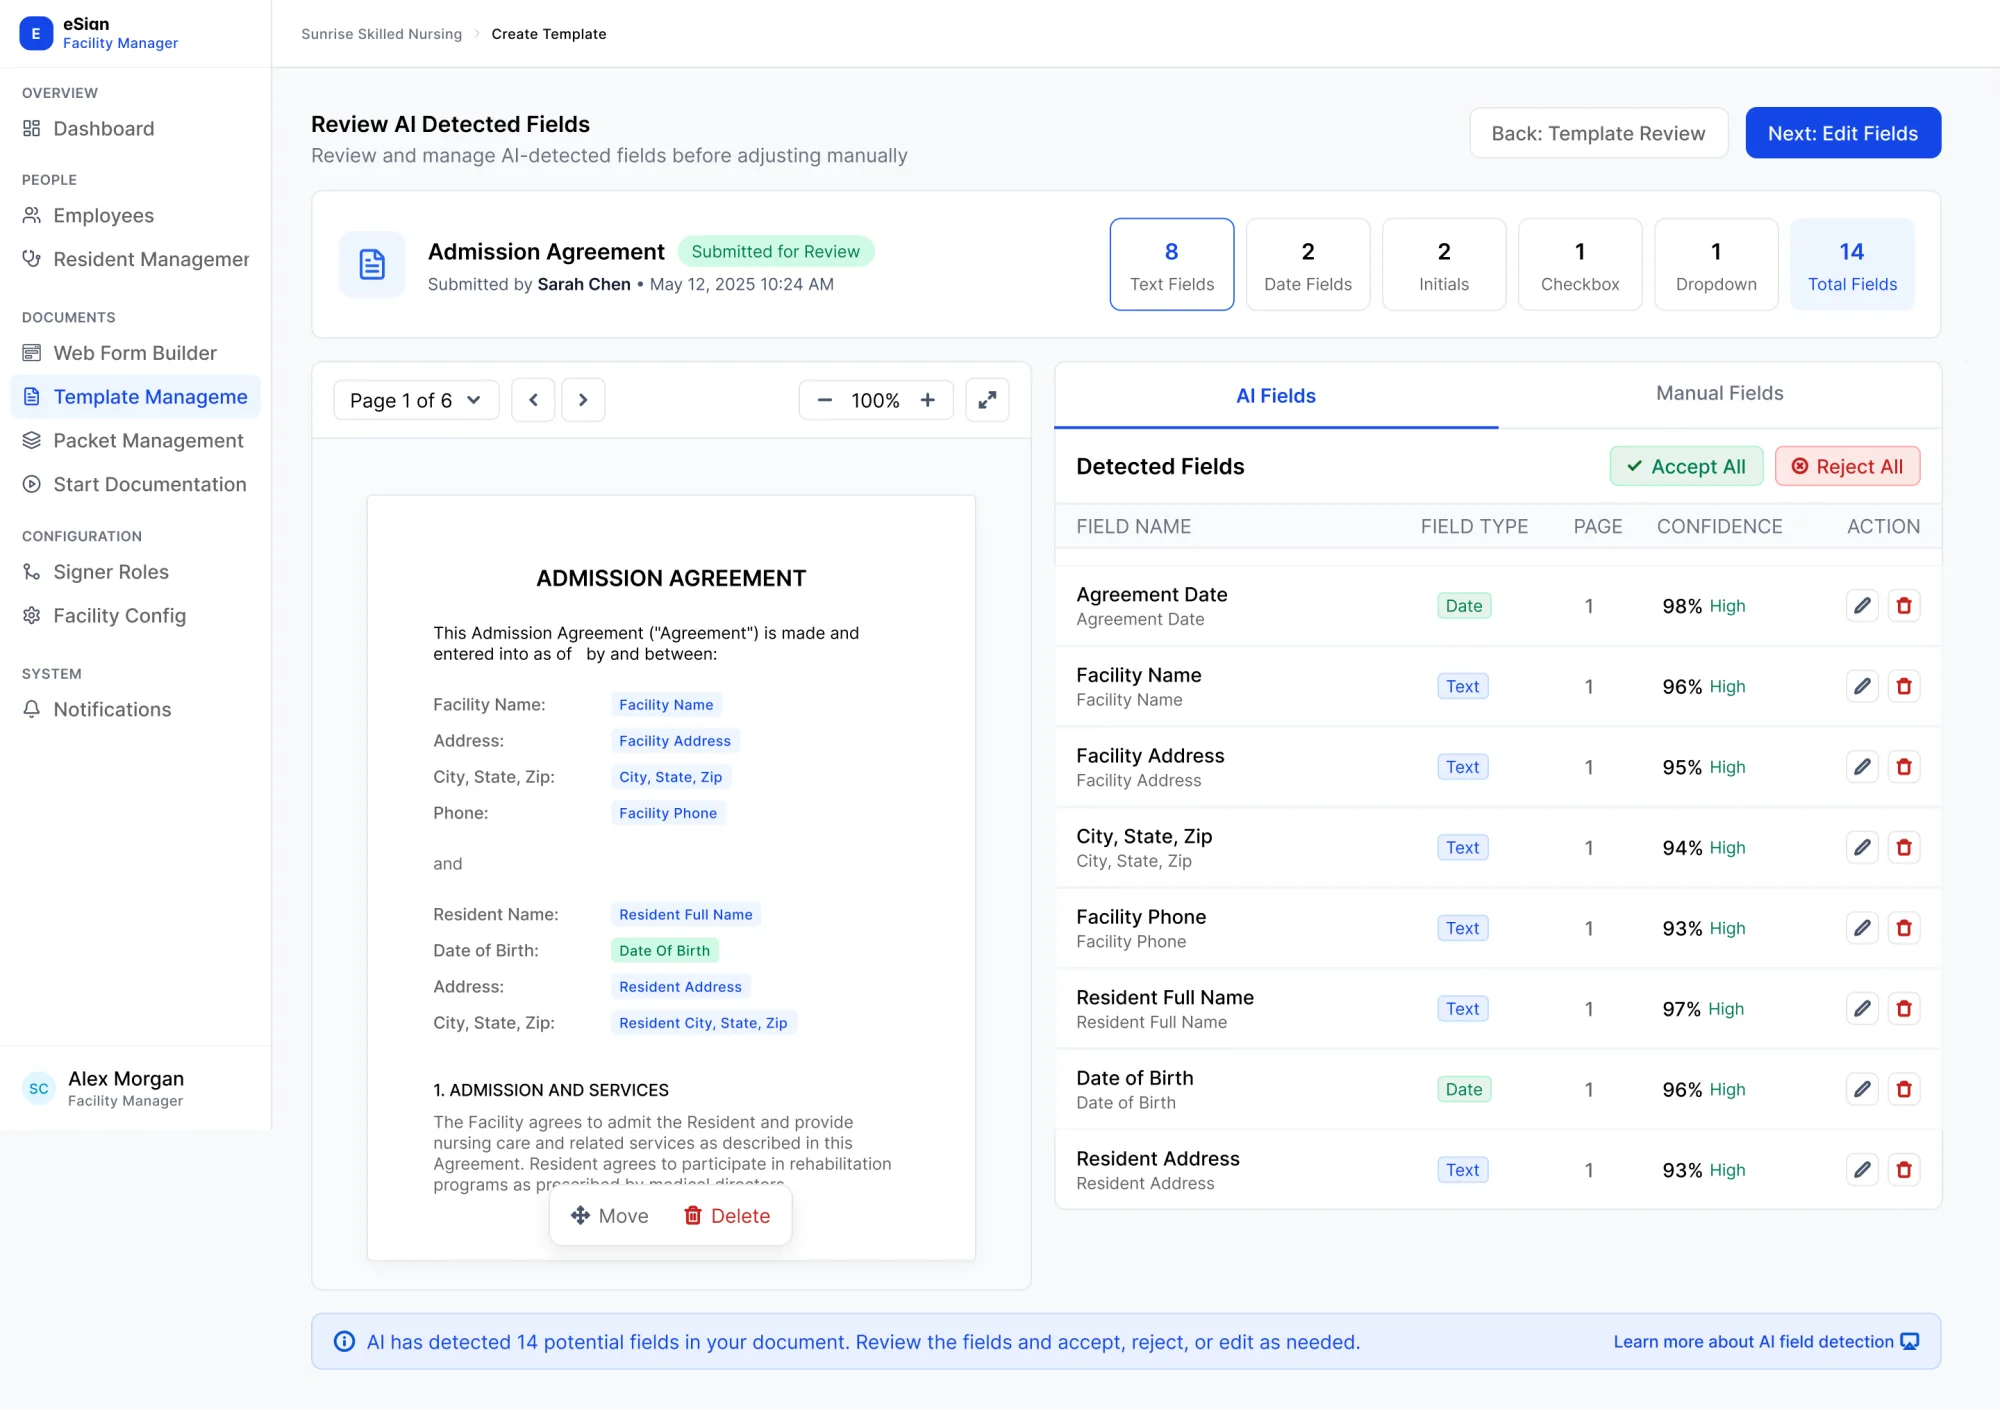 E
eSign
Facility Manager
Sunrise Skilled Nursing
Create Template
OVERVIEW
Dashboard
PEOPLE
Employees
Resident Managemen
DOCUMENTS
Web Form Builder
Template Manageme
Packet Management
Start Documentation
CONFIGURATION
Signer Roles
Facility Config
SYSTEM
Notifications
SC
Alex Morgan
Facility Manager
Review AI Detected Fields
Review and manage AI-detected fields before adjusting manually
Back: Template Review
Next: Edit Fields
Admission Agreement
Submitted for Review
Submitted by Sarah Chen • May 12, 2025 10:24 AM
8
Text Fields
2
Date Fields
2
Initials
1
Checkbox
1
Dropdown
14
Total Fields
Page 1 of 6
100%
ADMISSION AGREEMENT
This Admission Agreement ("Agreement") is made and
entered into as of by and between:
Facility Name: Facility Name
Address: Facility Address
City, State, Zip: City, State, Zip
Phone: Facility Phone
and
Resident Name: Resident Full Name
Date of Birth: Date Of Birth
Address: Resident Address
City, State, Zip: Resident City, State, Zip
1. ADMISSION AND SERVICES
The Facility agrees to admit the Resident and provide
nursing care and related services as described in this
Agreement. Resident agrees to participate in rehabilitation
programs as prescribed by medical directors
Move
Delete
AI Fields
Manual Fields
Detected Fields
Accept All
Reject All
FIELD NAME FIELD TYPE PAGE CONFIDENCE ACTION
Agreement Date
Agreement Date
Date 1 98% High
Facility Name
Facility Name
Text 1 96% High
Facility Address
Facility Address
Text 1 95% High
City, State, Zip
City, State, Zip
Text 1 94% High
Facility Phone
Facility Phone
Text 1 93% High
Resident Full Name
Resident Full Name
Text 1 97% High
Date of Birth
Date of Birth
Date 1 96% High
Resident Address
Resident Address
Text 1 93% High
AI has detected 14 potential fields in your document. Review the fields and accept, reject, or edit as needed.
Learn more about AI field detection